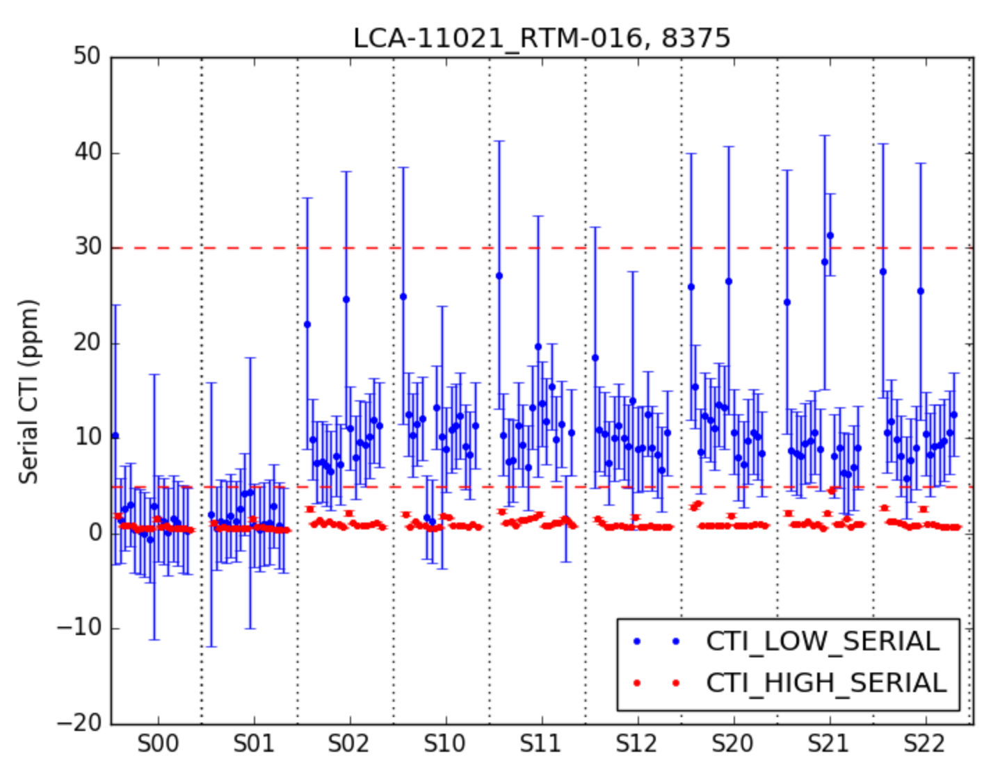 LCA-11021_RTM-016, 8375
50
40
30
20
10
0
−10
−20
Serial CTI (ppm)
S00 S01 S02 S10 S11 S12 S20 S21 S22
CTI_LOW_SERIAL
CTI_HIGH_SERIAL